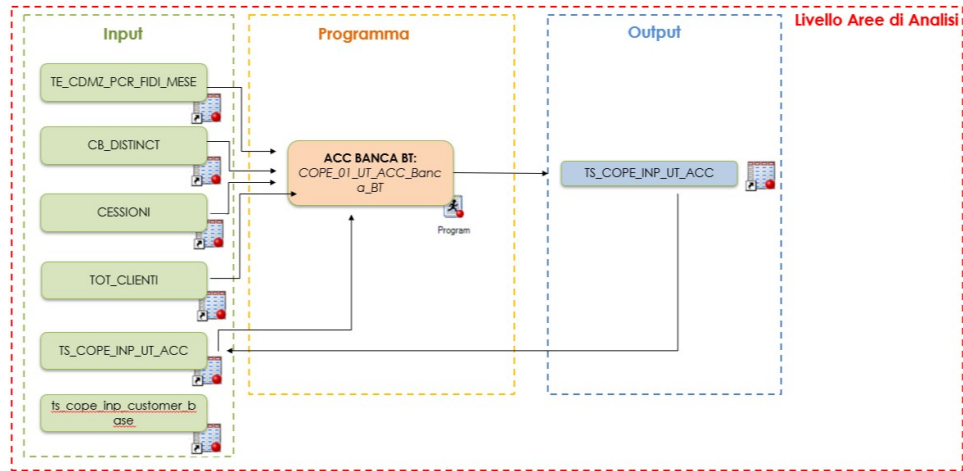 Livello Aree di Analisi
Input
Programma
Output
TE_CDMZ_PCR_FIDI_MESE
CB_DISTINCT
CESSIONI
TOT_CLIENTI
TS_COPE_INP_UT_ACC
ts_cope_inp_customer_b
ase
ACC BANCA BT:
COPE_01_UT_ACC_Banc
a_BT
Program
TS_COPE_INP_UT_ACC